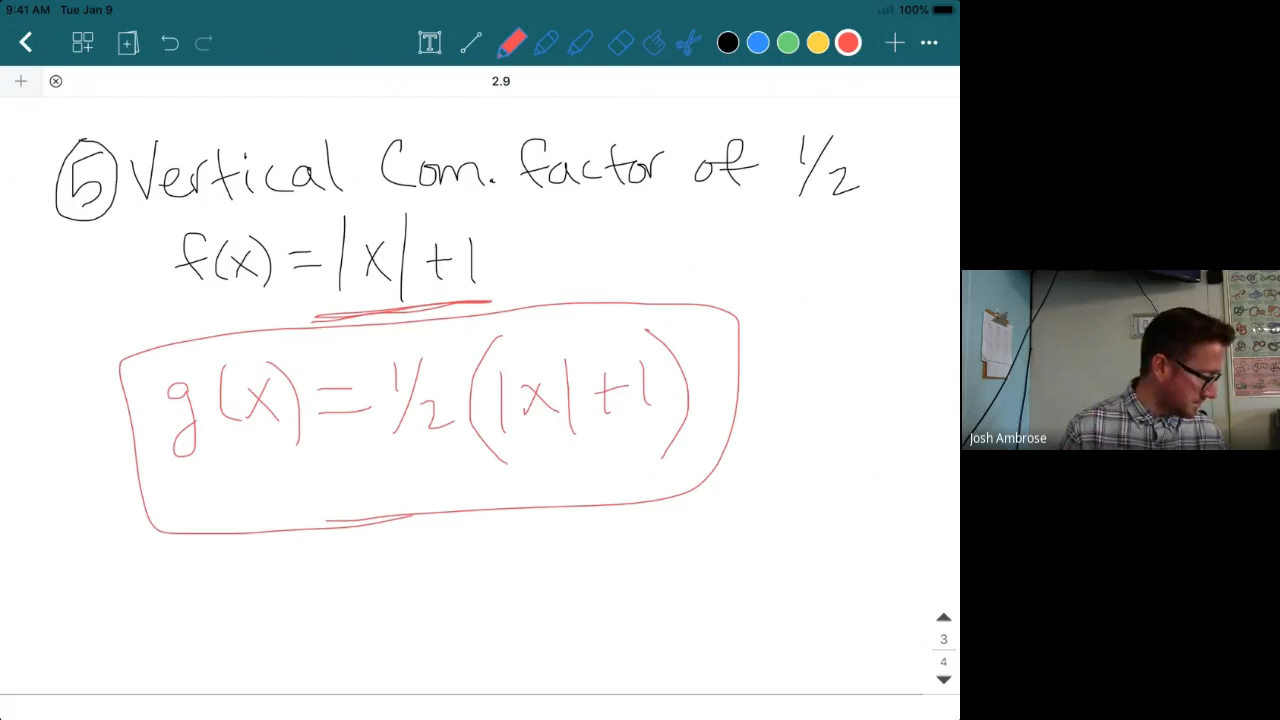 9:41 AM Tue Jan 9
100%
2.9
5 Vertical Com. factor of 1/2
f(x) = |x| + 1
g(x) = 1/2 (|x| + 1)
Josh Ambrose
3
4